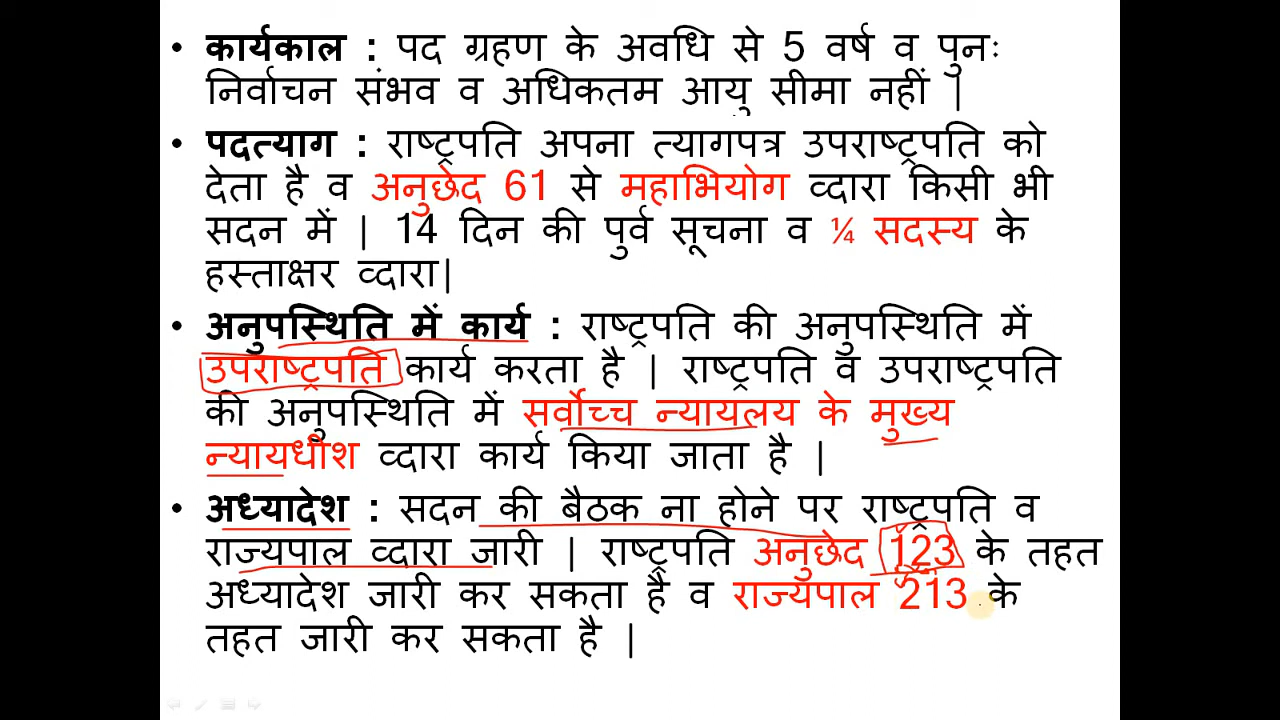 • कार्यकाल : पद ग्रहण के अवधि से 5 वर्ष व पुनः
निर्वाचन संभव व अधिकतम आयु सीमा नहीं |
• पदत्याग : राष्ट्रपति अपना त्यागपत्र उपराष्ट्रपति को
देता है व अनुछेद 61 से महाभियोग व्दारा किसी भी
सदन में | 14 दिन की पुर्व सूचना व ¼ सदस्य के
हस्ताक्षर व्दारा|
• अनुपस्थिति में कार्य : राष्ट्रपति की अनुपस्थिति में
उपराष्ट्रपति कार्य करता है | राष्ट्रपति व उपराष्ट्रपति
की अनुपस्थिति में सर्वोच्च न्यायलय के मुख्य
न्यायधीश व्दारा कार्य किया जाता है |
• अध्यादेश : सदन की बैठक ना होने पर राष्ट्रपति व
राज्यपाल व्दारा जारी | राष्ट्रपति अनुछेद 123 के तहत
अध्यादेश जारी कर सकता है व राज्यपाल 213 के
तहत जारी कर सकता है |